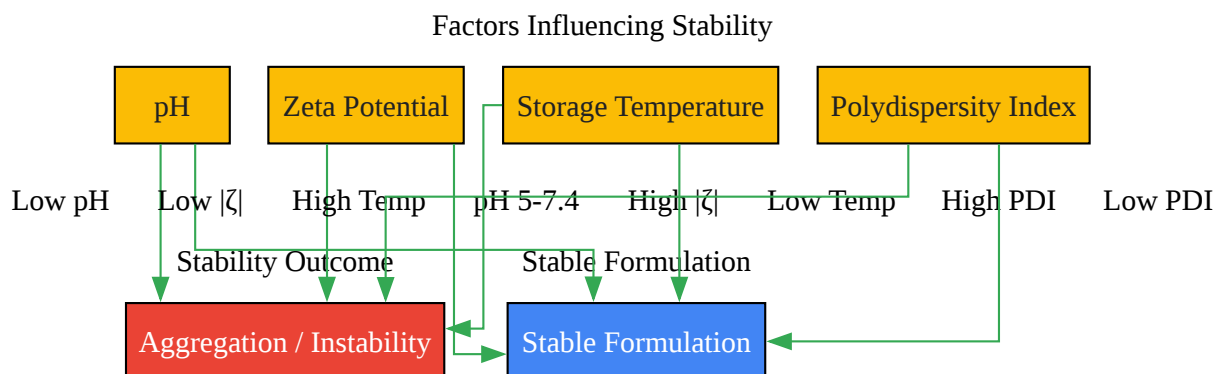 Factors Influencing Stability
pH
Zeta Potential
Storage Temperature
Polydispersity Index
Low pH
Low |ζ|
High Temp
pH 5-7.4
High |ζ|
Low Temp
High PDI
Low PDI
Stability Outcome
Stable Formulation
Aggregation / Instability
Stable Formulation